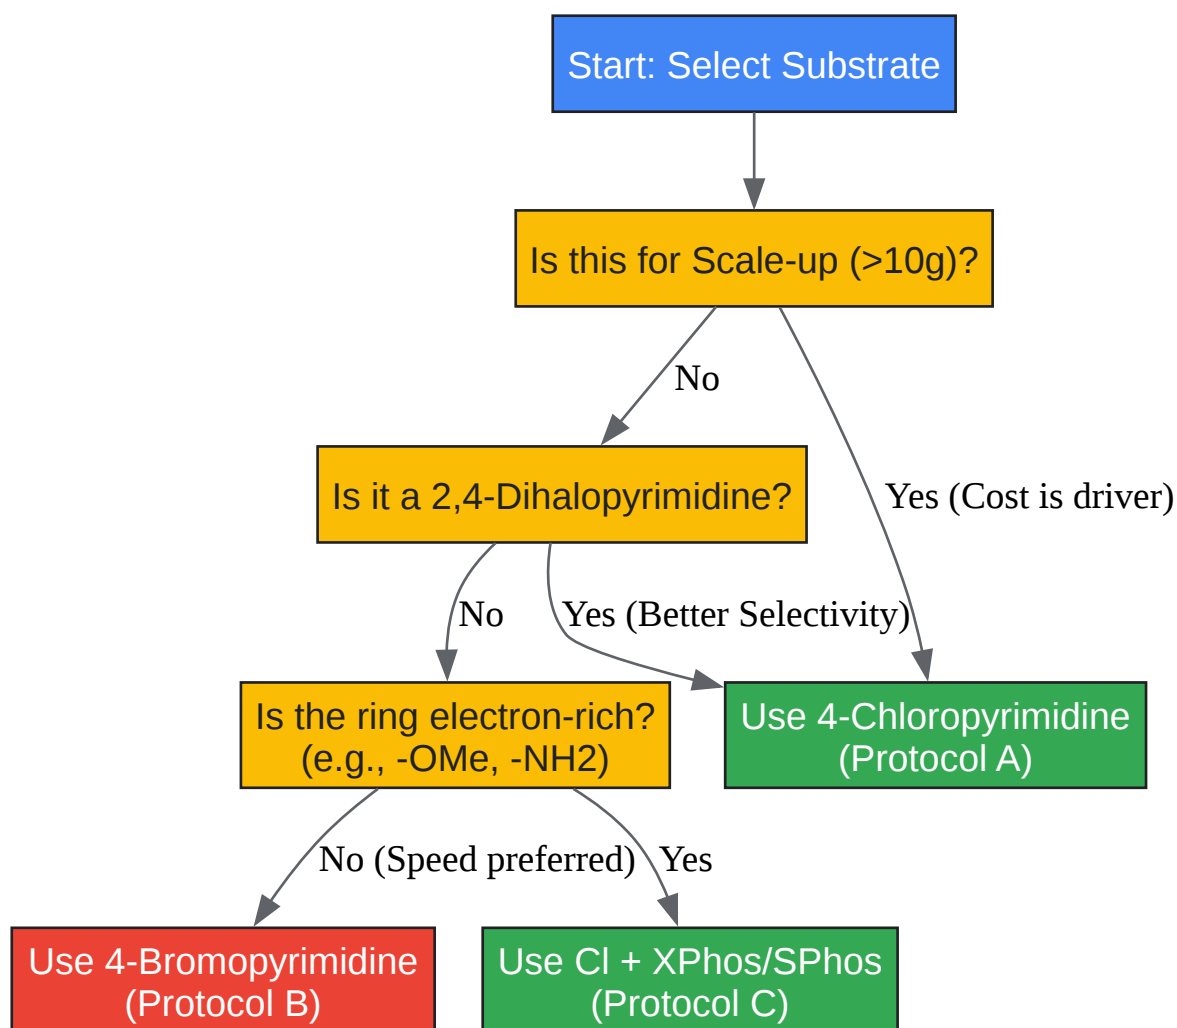 Start: Select Substrate
Is this for Scale-up (>10g)?
No
Is it a 2,4-Dihalopyrimidine?
Yes (Cost is driver)
No
Yes (Better Selectivity)
Is the ring electron-rich?
(e.g., -OMe, -NH2)
Use 4-Chloropyrimidine
(Protocol A)
No (Speed preferred)
Yes
Use 4-Bromopyrimidine
(Protocol B)
Use Cl + XPhos/SPhos
(Protocol C)